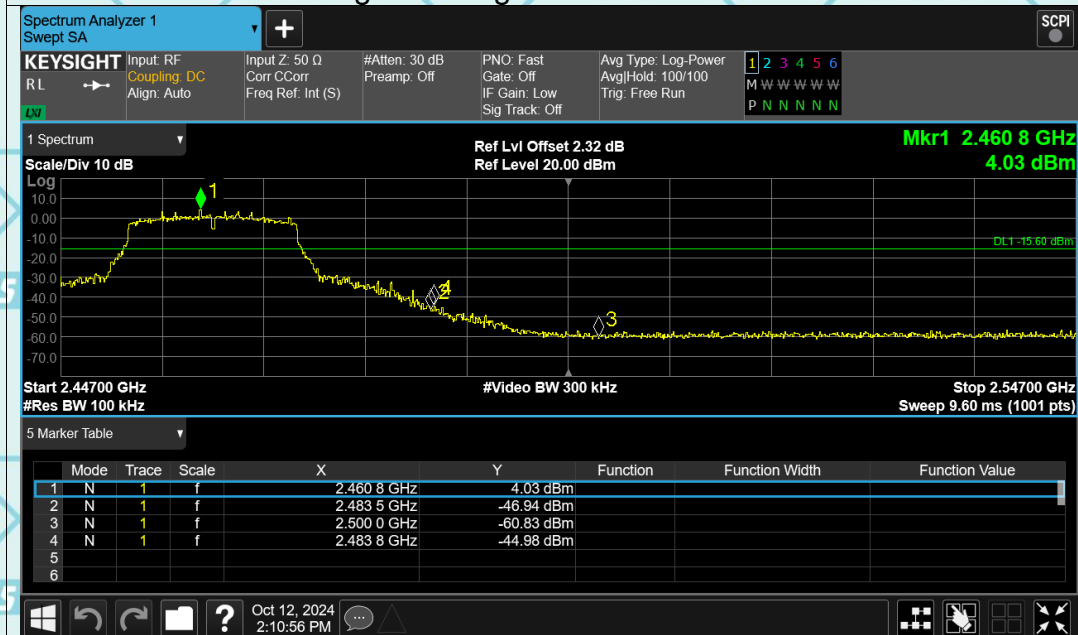 Spectrum Analyzer 1
Swept SA
+
SCPI
KEYSIGHT
R L
LXI
Input: RF
Coupling: DC
Align: Auto
Input Z: 50 Ω
Corr CCorr
Freq Ref: Int (S)
#Atten: 30 dB
Preamp: Off
PNO: Fast
Gate: Off
IF Gain: Low
Sig Track: Off
Avg Type: Log-Power
Avg|Hold: 100/100
Trig: Free Run
1 2 3 4 5 6
M W W W W W
P N N N N N
1 Spectrum
Scale/Div 10 dB
Ref Lvl Offset 2.32 dB
Ref Level 20.00 dBm
Mkr1 2.460 8 GHz
4.03 dBm
Log
10.0
0.00
-10.0
-20.0
-30.0
-40.0
-50.0
-60.0
-70.0
1
DL1 -15.60 dBm
2
4
3
Start 2.44700 GHz
#Video BW 300 kHz
Stop 2.54700 GHz
#Res BW 100 kHz
Sweep 9.60 ms (1001 pts)
5 Marker Table
Mode Trace Scale X Y Function Function Width Function Value
1 N 1 f 2.460 8 GHz 4.03 dBm
2 N 1 f 2.483 5 GHz -46.94 dBm
3 N 1 f 2.500 0 GHz -60.83 dBm
4 N 1 f 2.483 8 GHz -44.98 dBm
5
6
?
Oct 12, 2024
2:10:56 PM